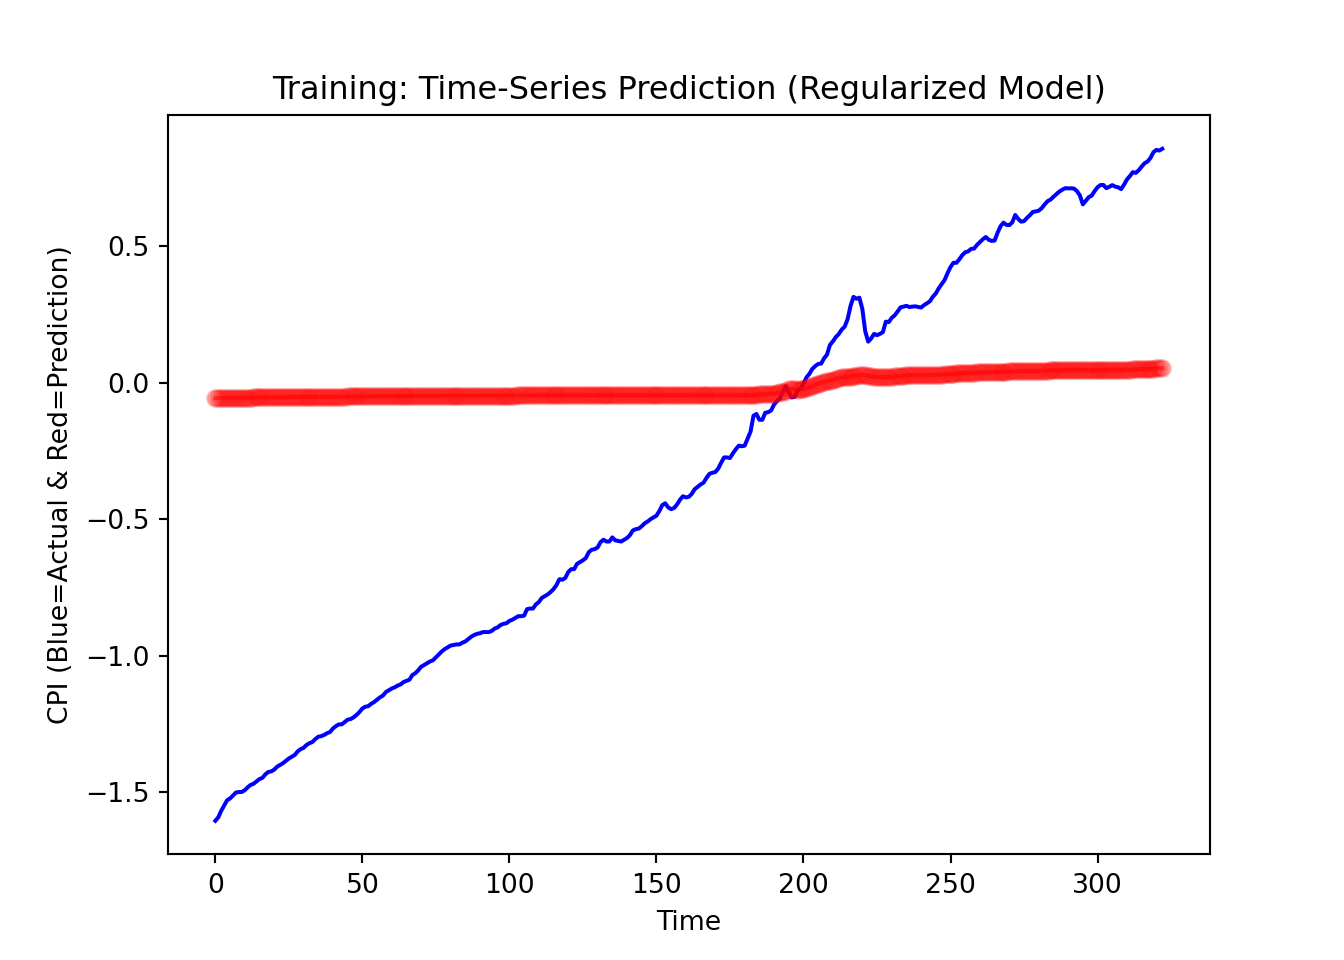 Training: Time-Series Prediction (Regularized Model)
CPI (Blue=Actual & Red=Prediction)
0.5
0.0
−0.5
−1.0
−1.5
0 50 100 150 200 250 300
Time